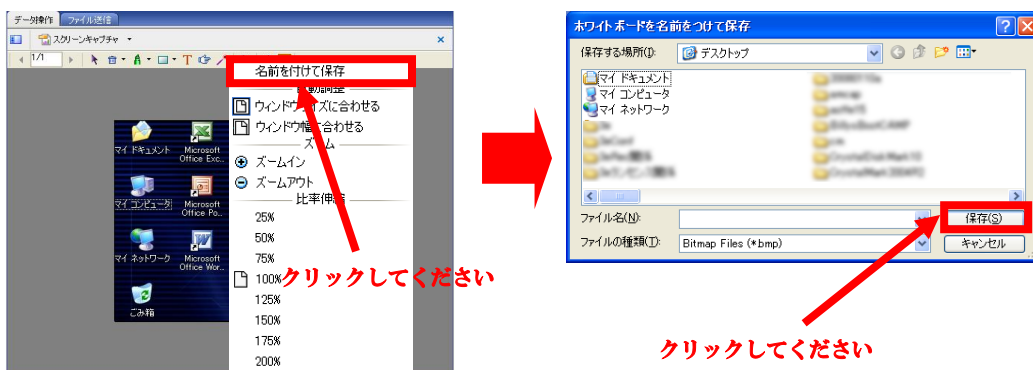 データ操作 ファイル送信
スクリーンキャプチャ
1/1
名前を付けて保存
自動調整
ウィンドウサイズに合わせる
ウィンドウ幅に合わせる
ズーム
ズームイン
ズームアウト
比率伸縮
25%
50%
75%
100%
125%
150%
175%
200%
マイ ドキュメント
Microsoft
Office Exc...
マイ コンピュータ
Microsoft
Office Po...
マイ ネットワーク
Microsoft
Office Wor...
ごみ箱
クリックしてください
ホワイトボードを名前をつけて保存
保存する場所(I):
デスクトップ
マイ ドキュメント
マイ コンピュータ
マイ ネットワーク
ファイル名(N):
保存(S)
ファイルの種類(T):
Bitmap Files (*bmp)
キャンセル
クリックしてください